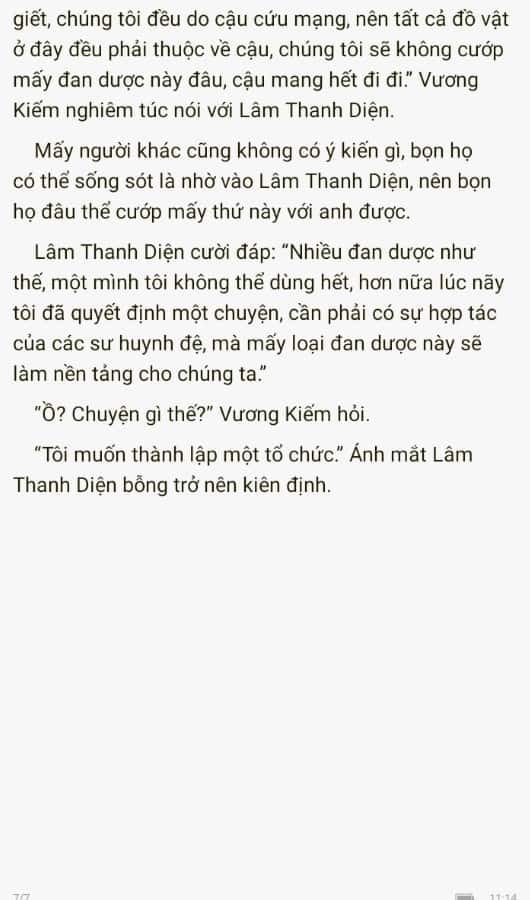 giết, chúng tôi đều do cậu cứu mạng, nên tất cả đồ vật
ở đây đều phải thuộc về cậu, chúng tôi sẽ không cướp
mấy đan dược này đâu, cậu mang hết đi đi.” Vương
Kiếm nghiêm túc nói với Lâm Thanh Diện.
Mấy người khác cũng không có ý kiến gì, bọn họ
có thể sống sót là nhờ vào Lâm Thanh Diện, nên bọn
họ đâu thể cướp mấy thứ này với anh được.
Lâm Thanh Diện cười đáp: “Nhiều đan dược như
thế, một mình tôi không thể dùng hết, hơn nữa lúc nãy
tôi đã quyết định một chuyện, cần phải có sự hợp tác
của các sư huynh đệ, mà mấy loại đan dược này sẽ
làm nền tảng cho chúng ta.”
“Ồ? Chuyện gì thế?” Vương Kiếm hỏi.
“Tôi muốn thành lập một tổ chức.” Ánh mắt Lâm
Thanh Diện bỗng trở nên kiên định.
7/7 11:14